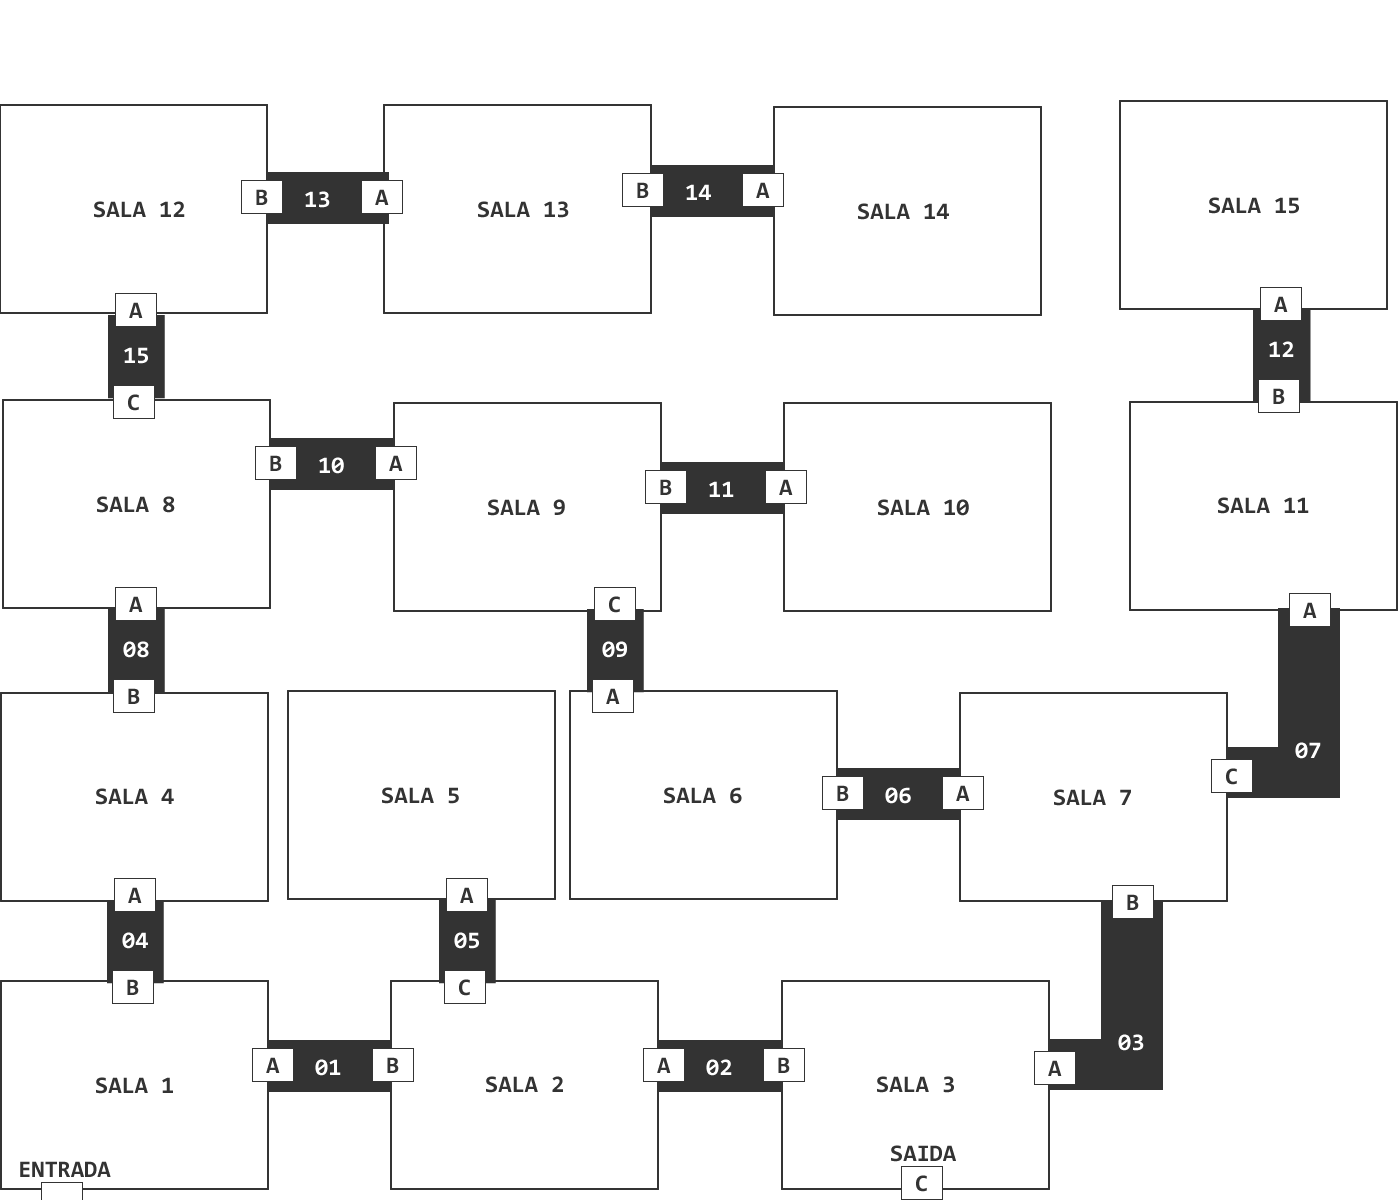 SALA 12
B 13 A
SALA 13
B 14 A
SALA 14
SALA 15
A
15
C
A
12
B
SALA 8
B 10 A
SALA 9
B 11 A
SALA 10
SALA 11
A
08
B
C
09
A
A
07
C
SALA 4
SALA 5
SALA 6
B 06 A
SALA 7
A
04
B
A
05
C
B
03
A
SALA 1
A 01 B
SALA 2
A 02 B
SALA 3
ENTRADA
SAIDA
C